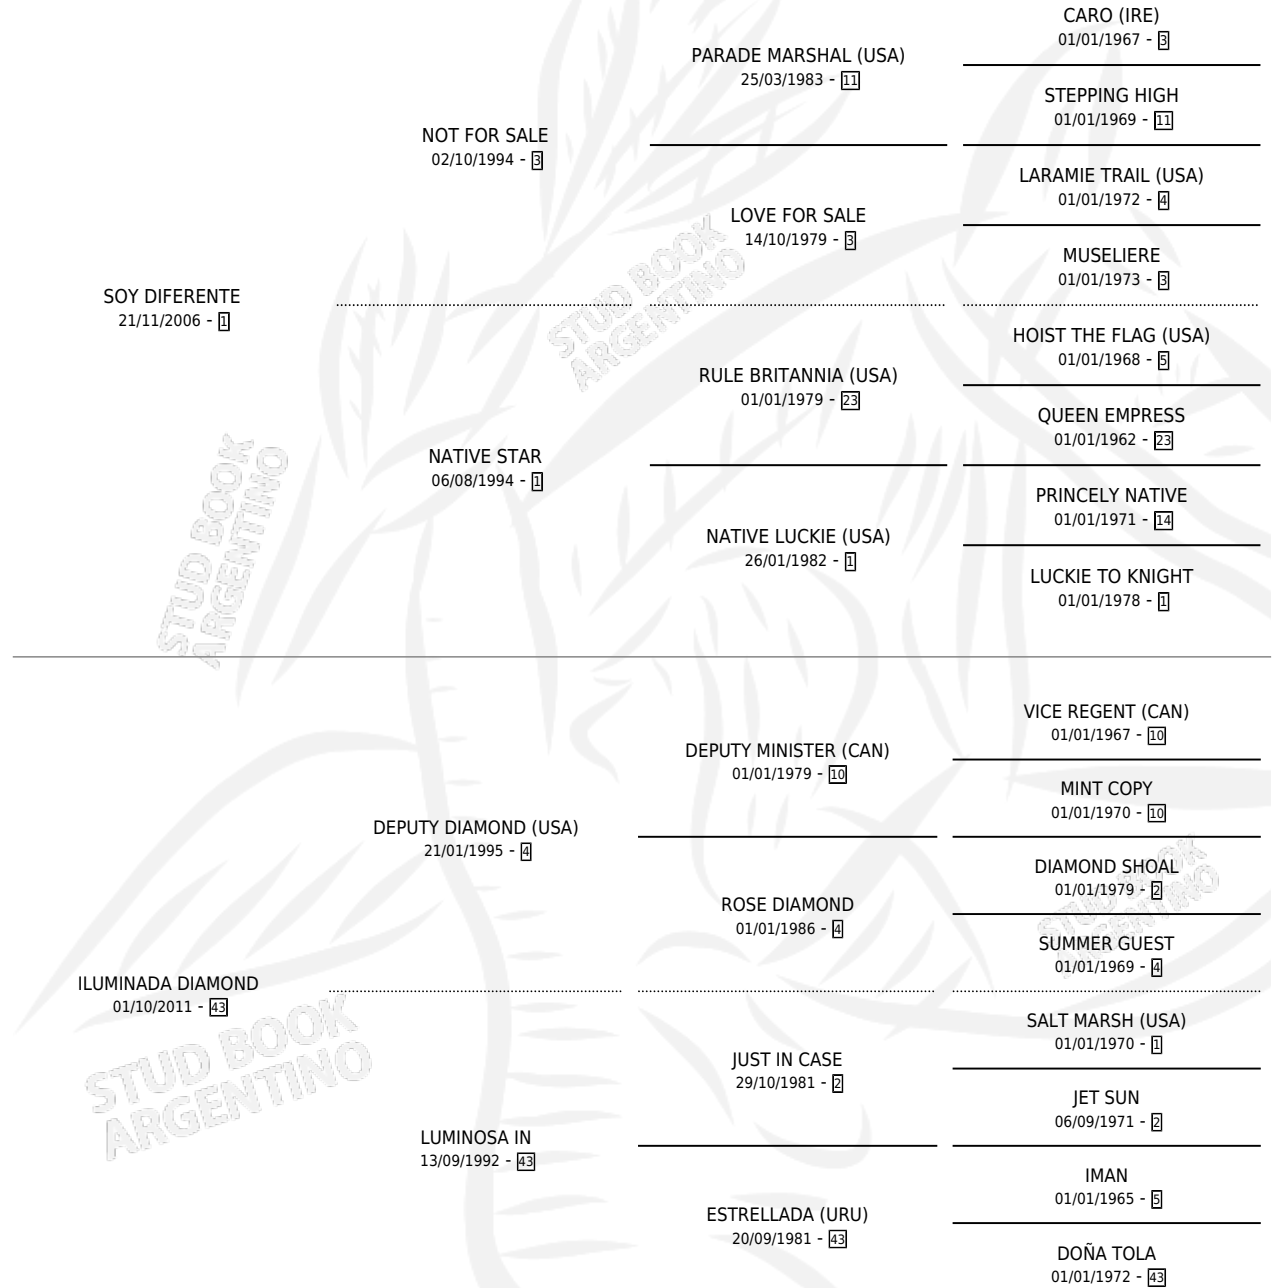 CARO (IRE)
01/01/1967 - 3
PARADE MARSHAL (USA)
25/03/1983 - 11
STEPPING HIGH
01/01/1969 - 11
NOT FOR SALE
02/10/1994 - 3
LARAMIE TRAIL (USA)
01/01/1972 - 4
LOVE FOR SALE
14/10/1979 - 3
MUSELIERE
01/01/1973 - 3
SOY DIFERENTE
21/11/2006 - 1
HOIST THE FLAG (USA)
01/01/1968 - 5
RULE BRITANNIA (USA)
01/01/1979 - 23
QUEEN EMPRESS
01/01/1962 - 23
NATIVE STAR
06/08/1994 - 1
PRINCELY NATIVE
01/01/1971 - 14
NATIVE LUCKIE (USA)
26/01/1982 - 1
LUCKIE TO KNIGHT
01/01/1978 - 1
STUD BOOK
ARGENTINO
STUD BOOK
ARGENTINO
VICE REGENT (CAN)
01/01/1967 - 10
DEPUTY MINISTER (CAN)
01/01/1979 - 10
MINT COPY
01/01/1970 - 10
DEPUTY DIAMOND (USA)
21/01/1995 - 4
DIAMOND SHOAL
01/01/1979 - 2
ROSE DIAMOND
01/01/1986 - 4
SUMMER GUEST
01/01/1969 - 4
ILUMINADA DIAMOND
01/10/2011 - 43
SALT MARSH (USA)
01/01/1970 - 1
JUST IN CASE
29/10/1981 - 2
JET SUN
06/09/1971 - 2
LUMINOSA IN
13/09/1992 - 43
IMAN
01/01/1965 - 5
ESTRELLADA (URU)
20/09/1981 - 43
DOÑA TOLA
01/01/1972 - 43
STUD BOOK
ARGENTINO
STUD BOOK
ARGENTINO